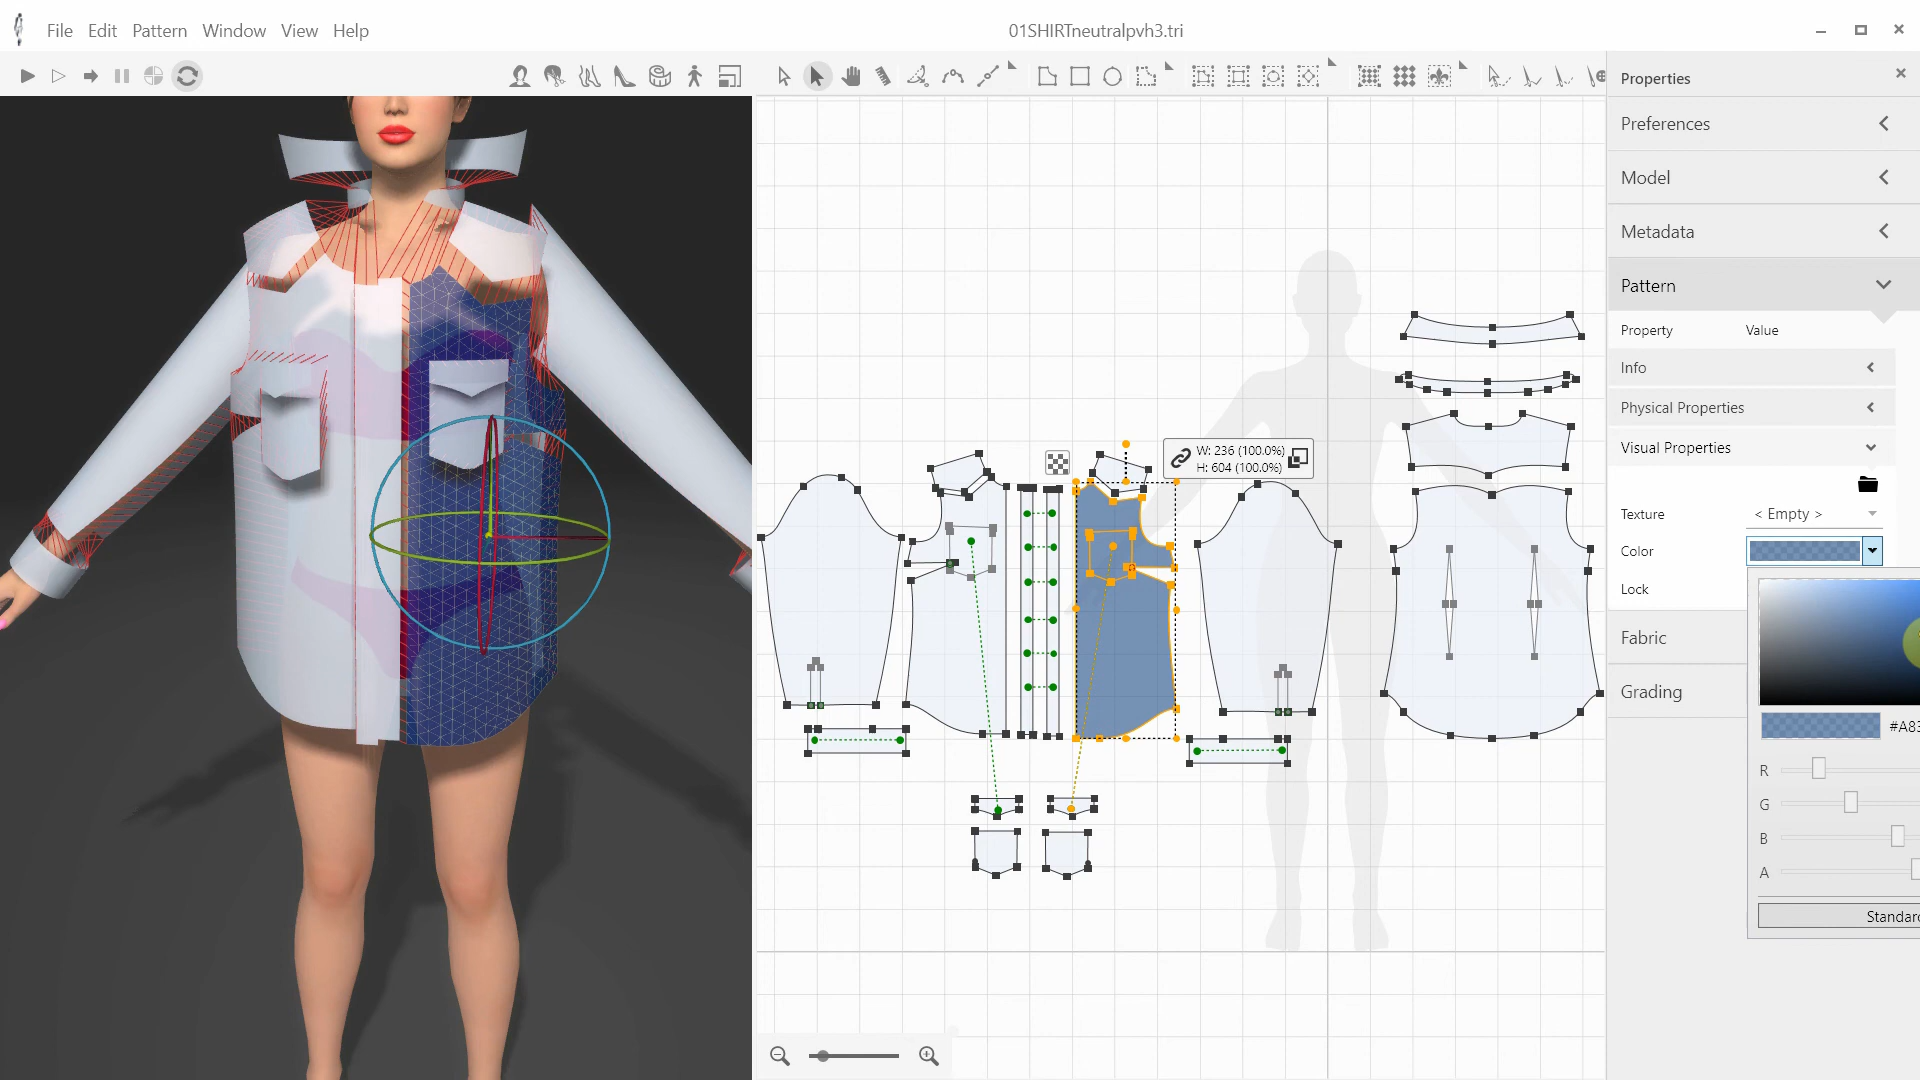 File Edit Pattern Window View Help
01SHIRTneutralpvh3.tri
Properties
Preferences
Model
Metadata
Pattern
Property Value
Info
Physical Properties
Visual Properties
W: 236 (100.0%)
H: 604 (100.0%)
Texture < Empty >
Color
Lock
Fabric
Grading
#A83
R
G
B
A
Standard